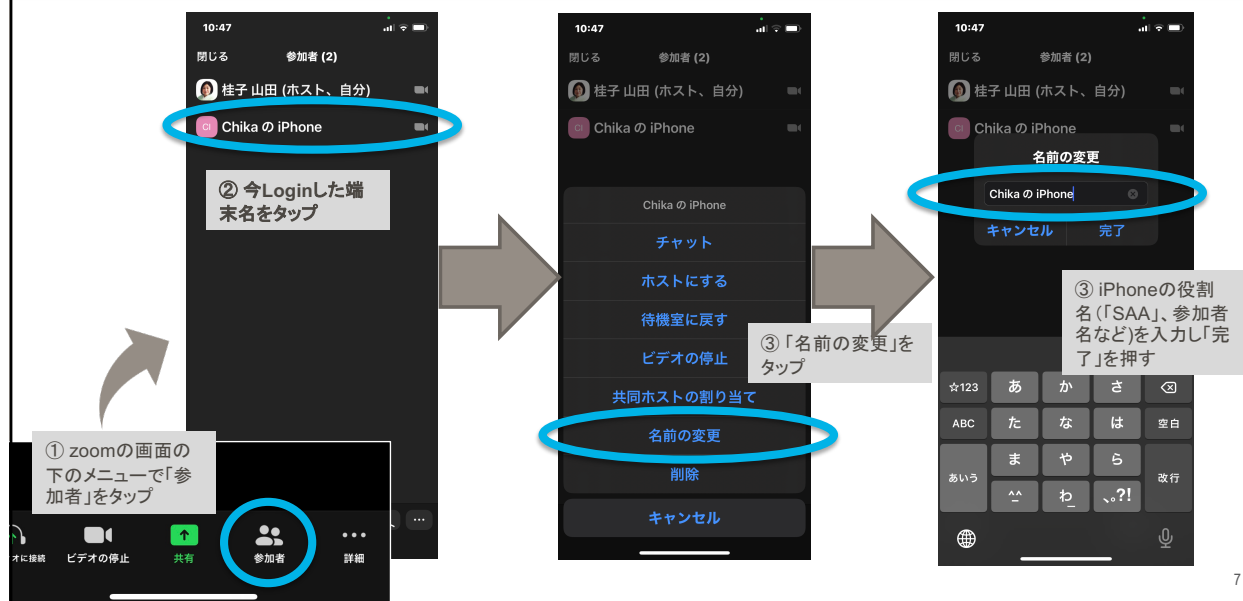 10:47
閉じる
参加者 (2)
桂子 山田 (ホスト、自分)
CI
Chika の iPhone
② 今Loginした端
末名をタップ
① zoomの画面の
下のメニューで「参
加者」をタップ
オに接続
ビデオの停止
共有
参加者
詳細
10:47
閉じる
参加者 (2)
桂子 山田 (ホスト、自分)
CI
Chika の iPhone
Chika の iPhone
チャット
ホストにする
待機室に戻す
ビデオの停止
共同ホストの割り当て
名前の変更
削除
キャンセル
③「名前の変更」を
タップ
10:47
閉じる
参加者 (2)
桂子 山田 (ホスト、自分)
CI
Chika の iPhone
名前の変更
Chika の iPhone
キャンセル
完了
③ iPhoneの役割
名(「SAA」、参加者
名など)を入力し「完
了」を押す
☆123
あ
か
さ
ABC
た
な
は
空白
あいう
ま
や
ら
改行
^^
わ
、。?!
7